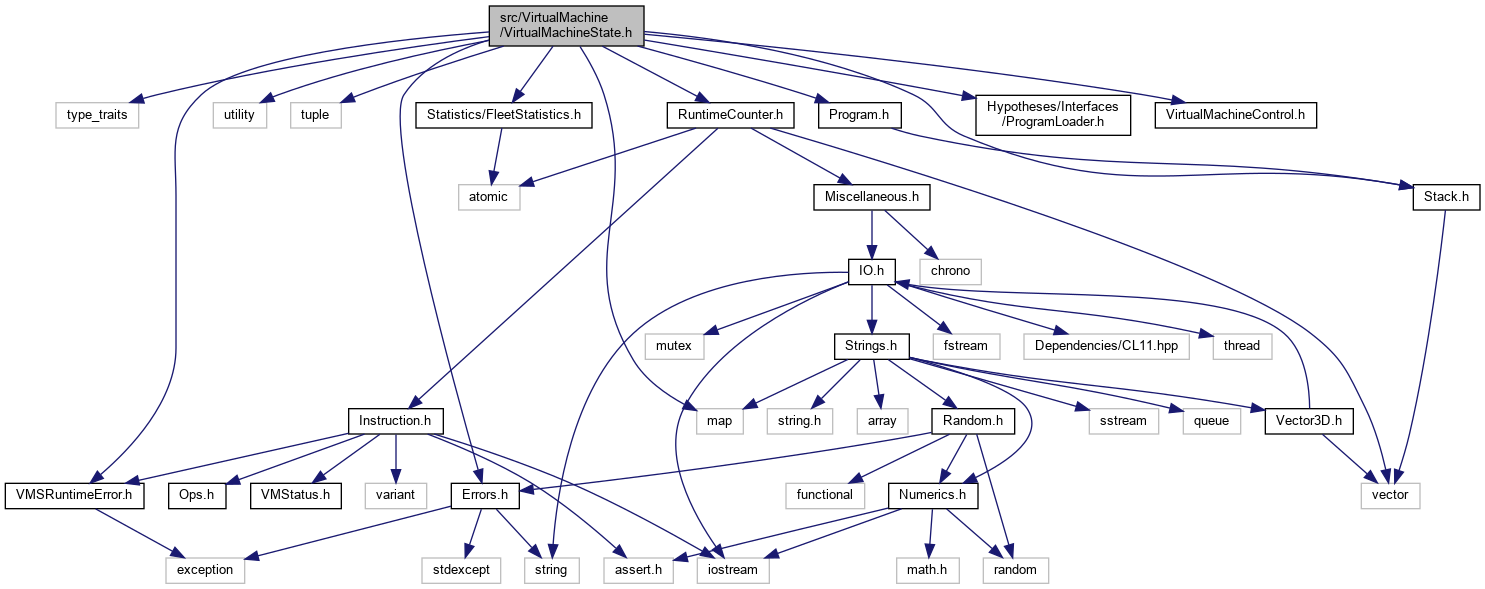 src/VirtualMachine
/VirtualMachineState.h
type_traits
utility
tuple
Statistics/FleetStatistics.h
RuntimeCounter.h
Program.h
Hypotheses/Interfaces
/ProgramLoader.h
VirtualMachineControl.h
atomic
Miscellaneous.h
Stack.h
IO.h
chrono
mutex
Strings.h
fstream
Dependencies/CL11.hpp
thread
Instruction.h
map
string.h
array
Random.h
sstream
queue
Vector3D.h
VMSRuntimeError.h
Ops.h
VMStatus.h
variant
Errors.h
functional
Numerics.h
vector
exception
stdexcept
string
assert.h
iostream
math.h
random